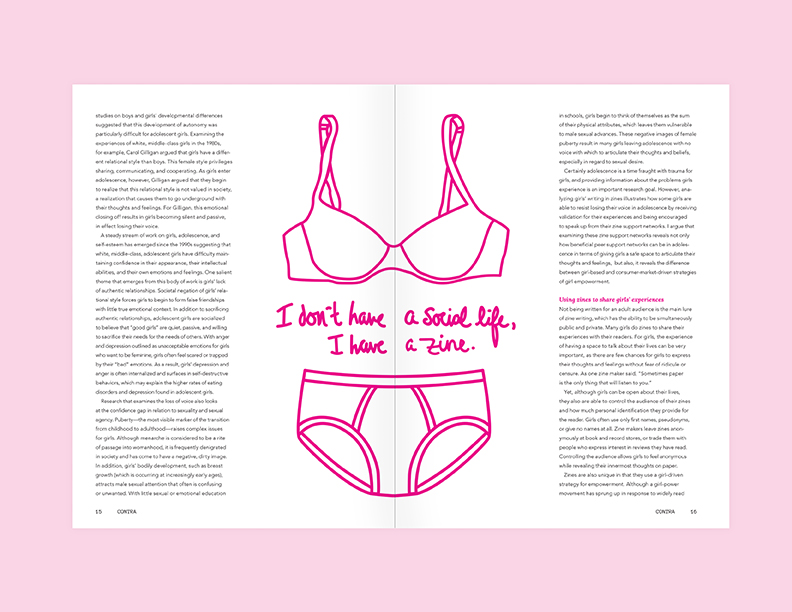 studies on boys and girls' developmental differences
suggested that this development of autonomy was
particularly difficult for adolescent girls. Examining the
experiences of white, middle-class girls in the 1980s,
for example, Carol Gilligan argued that girls have a differ-
ent relational style than boys. This female style privileges
sharing, communicating, and cooperating. As girls enter
adolescence, however, Gilligan argued that they begin
to realize that this relational style is not valued in society,
a realization that causes them to go underground with
their thoughts and feelings. For Gilligan, this emotional
closing off results in girls becoming silent and passive,
in effect losing their voice.
A steady stream of work on girls, adolescence, and
self-esteem has emerged since the 1990s suggesting that
white, middle-class, adolescent girls have difficulty main-
taining confidence in their appearance, their intellectual
abilities, and their own emotions and feelings. One salient
theme that emerges from this body of work is girls' lack
of authentic relationships. Societal negation of girls' rela-
tional style forces girls to begin to form false friendships
with little true emotional context. In addition to sacrificing
authentic relationships, adolescent girls are socialized
to believe that "good girls" are quiet, passive, and willing
to sacrifice their needs for the needs of others. With anger
and depression outlined as unacceptable emotions for girls
who want to be feminine, girls often feel scared or trapped
by their "bad" emotions. As a result, girls' depression and
anger is often internalized and surfaces in self-destructive
behaviors, which may explain the higher rates of eating
disorders and depression found in adolescent girls.
Research that examines the loss of voice also looks
at the confidence gap in relation to sexuality and sexual
agency. Puberty—the most visible marker of the transition
from childhood to adulthood—raises complex issues
for girls. Although menarche is considered to be a rite
of passage into womanhood, it is frequently denigrated
in society and has come to have a negative, dirty image.
In addition, girls' bodily development, such as breast
growth (which is occurring at increasingly early ages),
attracts male sexual attention that often is confusing
or unwanted. With little sexual or emotional education
15 CONTRA
I don't have a social life,
I have a zine.
in schools, girls begin to think of themselves as the sum
of their physical attributes, which leaves them vulnerable
to male sexual advances. These negative images of female
puberty result in many girls leaving adolescence with no
voice with which to articulate their thoughts and beliefs,
especially in regard to sexual desire.
Certainly adolescence is a time fraught with trauma for
girls, and providing information about the problems girls
experience is an important research goal. However, ana-
lyzing girls' writing in zines illustrates how some girls are
able to resist losing their voice in adolescence by receiving
validation for their experiences and being encouraged
to speak up from their zine support networks. I argue that
examining these zine support networks reveals not only
how beneficial peer support networks can be in adoles-
cence in terms of giving girls a safe space to articulate their
thoughts and feelings, but also, it reveals the difference
between girl-based and consumer-market-driven strategies
of girl empowerment.
Using zines to share girls' experiences
Not being written for an adult audience is the main lure
of zine writing, which has the ability to be simultaneously
public and private. Many girls do zines to share their
experiences with their readers. For girls, the experience
of having a space to talk about their lives can be very
important, as there are few chances for girls to express
their thoughts and feelings without fear of ridicule or
censure. As one zine maker said, "Sometimes paper
is the only thing that will listen to you."
Yet, although girls can be open about their lives,
they also are able to control the audience of their zines
and how much personal identification they provide for
the reader. Girls often use only first names, pseudonyms,
or give no names at all. Zine makers leave zines anon-
ymously at book and record stores, or trade them with
people who express interest in reviews they have read.
Controlling the audience allows girls to feel anonymous
while revealing their innermost thoughts on paper.
Zines are also unique in that they use a girl-driven
strategy for empowerment. Although a girl-power
movement has sprung up in response to widely read
CONTRA 16